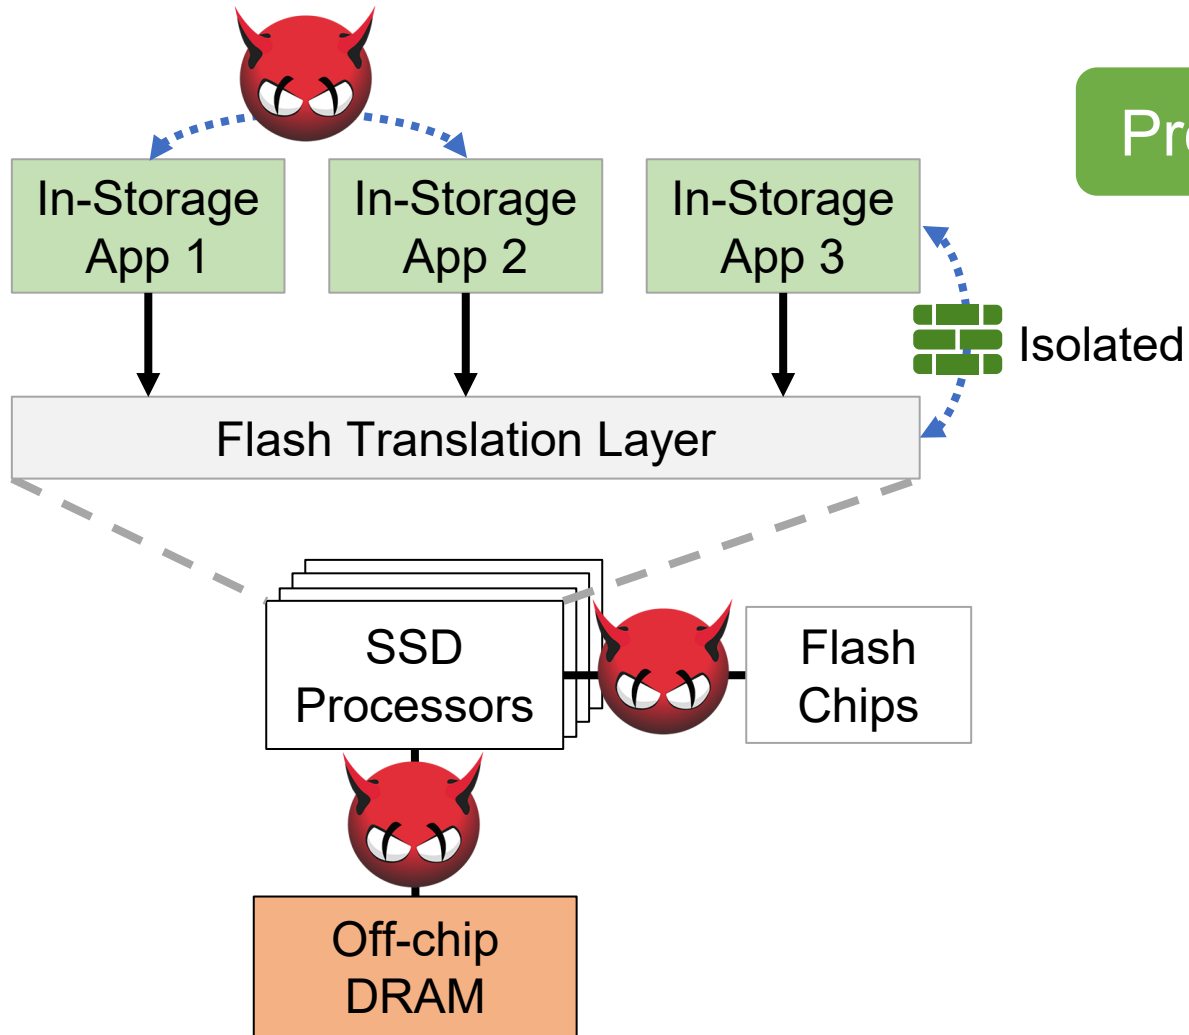 In-Storage
App 1
In-Storage
App 2
In-Storage
App 3
Isolated
Flash Translation Layer
SSD
Processors
Flash
Chips
Off-chip
DRAM